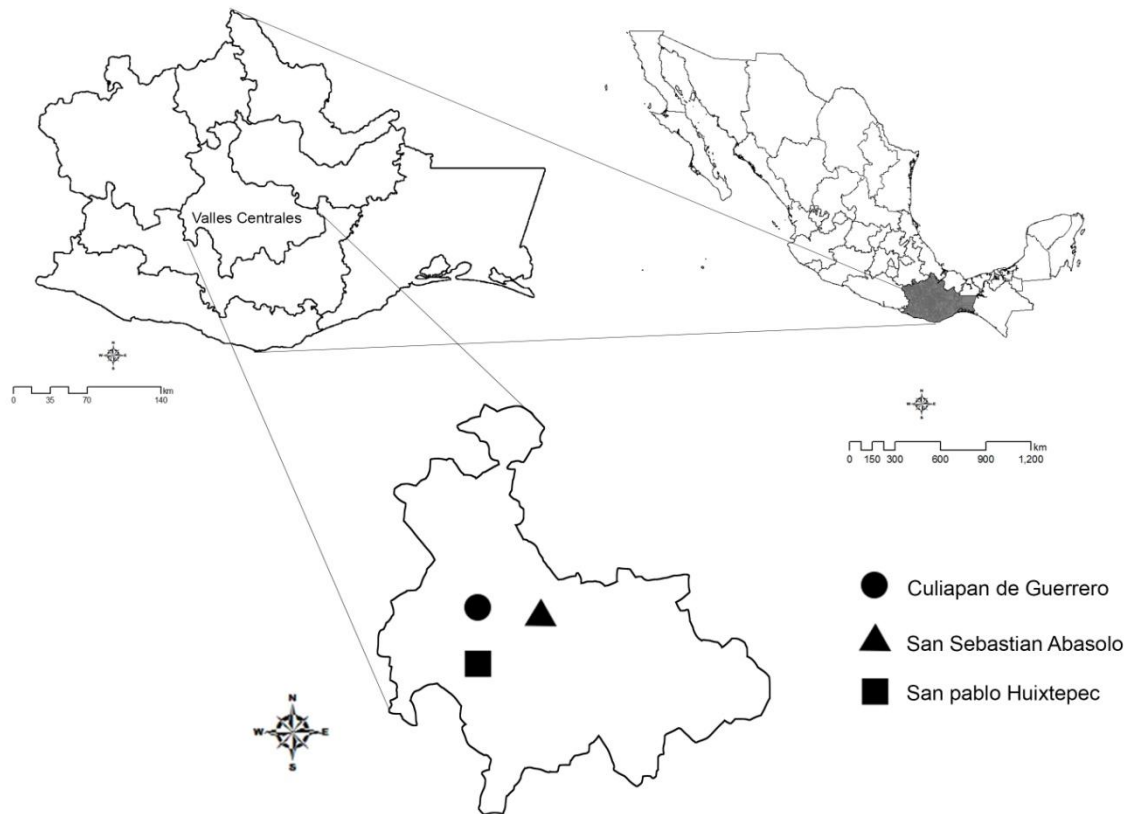 Valles Centrales
N
W E
S
km
0 35 70 140
N
W E
S
km
0 150 300 600 900 1,200
N
W E
S
Culiapan de Guerrero
San Sebastian Abasolo
San pablo Huixtepec